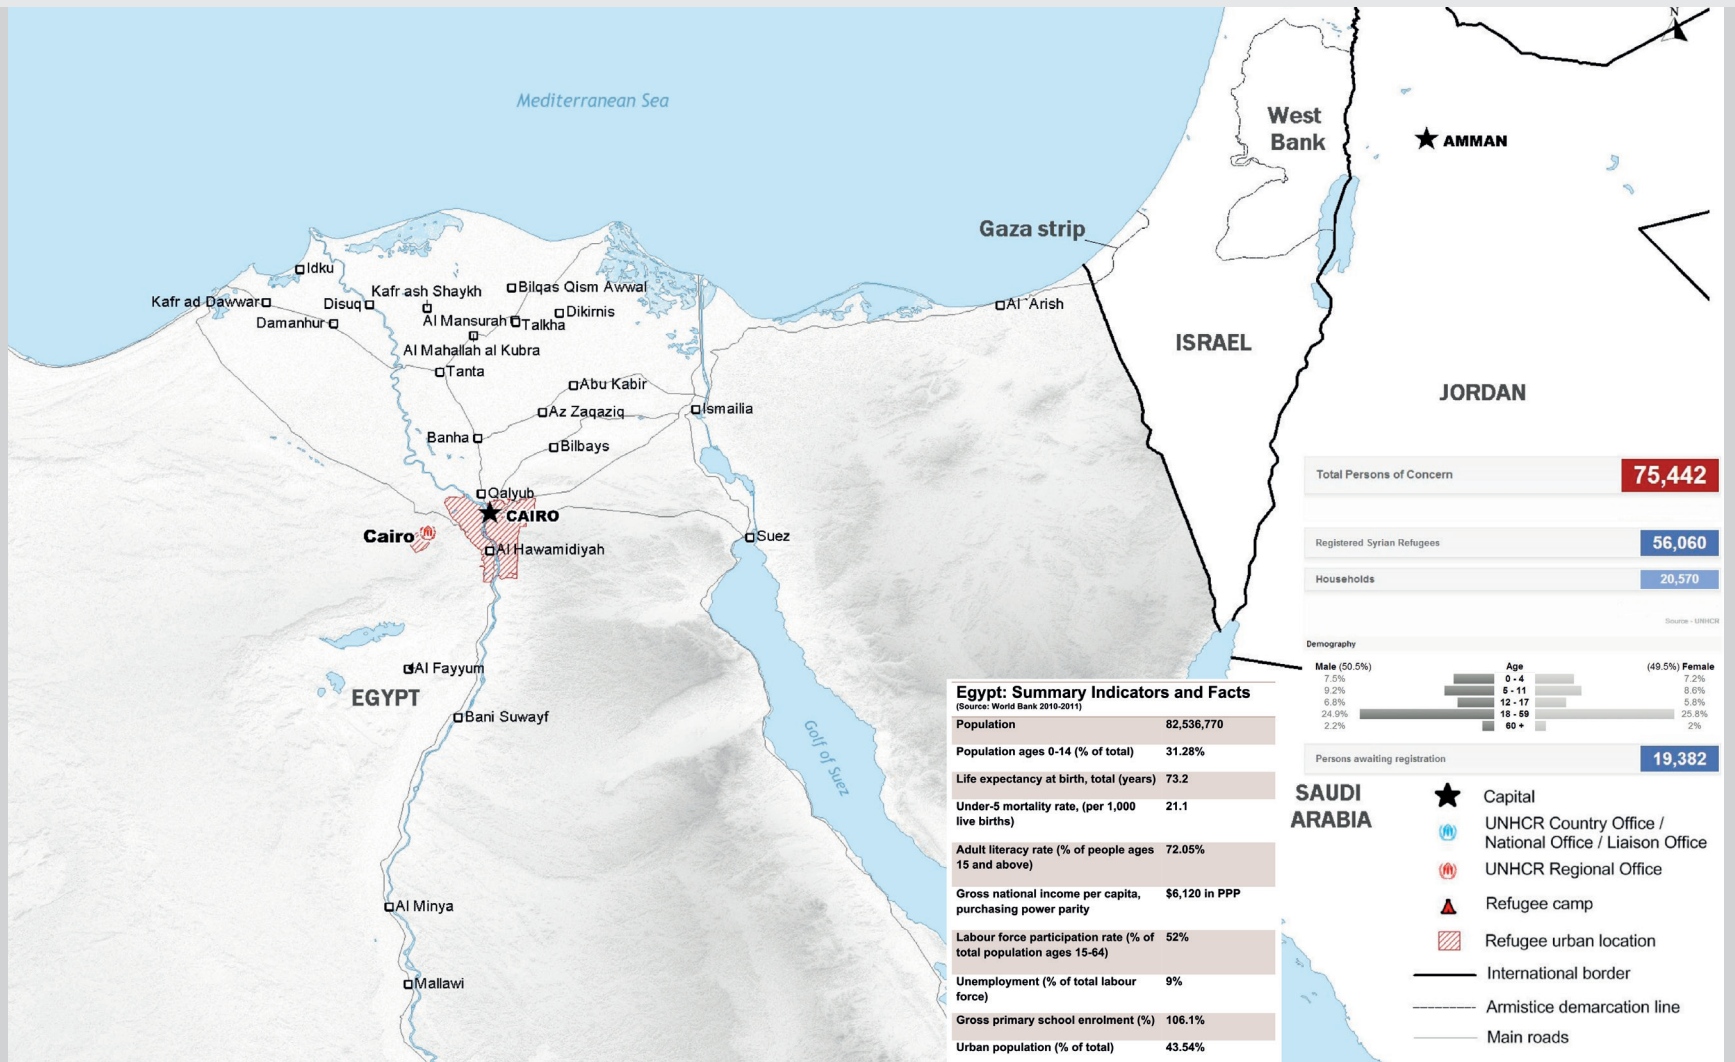 N
Mediterranean Sea
West
Bank
AMMAN
Gaza strip
Idku
Kafr ash Shaykh
Bilqas Qism Awwal
Kafr ad Dawwar
Disuq
Al Mansurah
Dikirnis
Damanhur
Talkha
Al `Arish
Al Mahallah al Kubra
ISRAEL
Tanta
Abu Kabir
JORDAN
Az Zaqaziq
Ismailia
Banha
Bilbays
Qalyub
CAIRO
Cairo
Al Hawamidiyah
Suez
Al Fayyum
EGYPT
Bani Suwayf
Golf of Suez
Al Minya
Mallawi
Total Persons of Concern 75,442
Registered Syrian Refugees 56,060
Households 20,570
Source - UNHCR
Demography
Male (50.5%) Age (49.5%) Female
7.5% 0 - 4 7.2%
9.2% 5 - 11 8.6%
6.8% 12 - 17 5.8%
24.9% 18 - 59 25.8%
2.2% 60 + 2%
Persons awaiting registration 19,382
Egypt: Summary Indicators and Facts
(Source: World Bank 2010-2011)
Population 82,536,770
Population ages 0-14 (% of total) 31.28%
Life expectancy at birth, total (years) 73.2
Under-5 mortality rate, (per 1,000 21.1
live births)
Adult literacy rate (% of people ages 72.05%
15 and above)
Gross national income per capita, $6,120 in PPP
purchasing power parity
Labour force participation rate (% of 52%
total population ages 15-64)
Unemployment (% of total labour 9%
force)
Gross primary school enrolment (%) 106.1%
Urban population (% of total) 43.54%
SAUDI
ARABIA
Capital
UNHCR Country Office /
National Office / Liaison Office
UNHCR Regional Office
Refugee camp
Refugee urban location
International border
Armistice demarcation line
Main roads